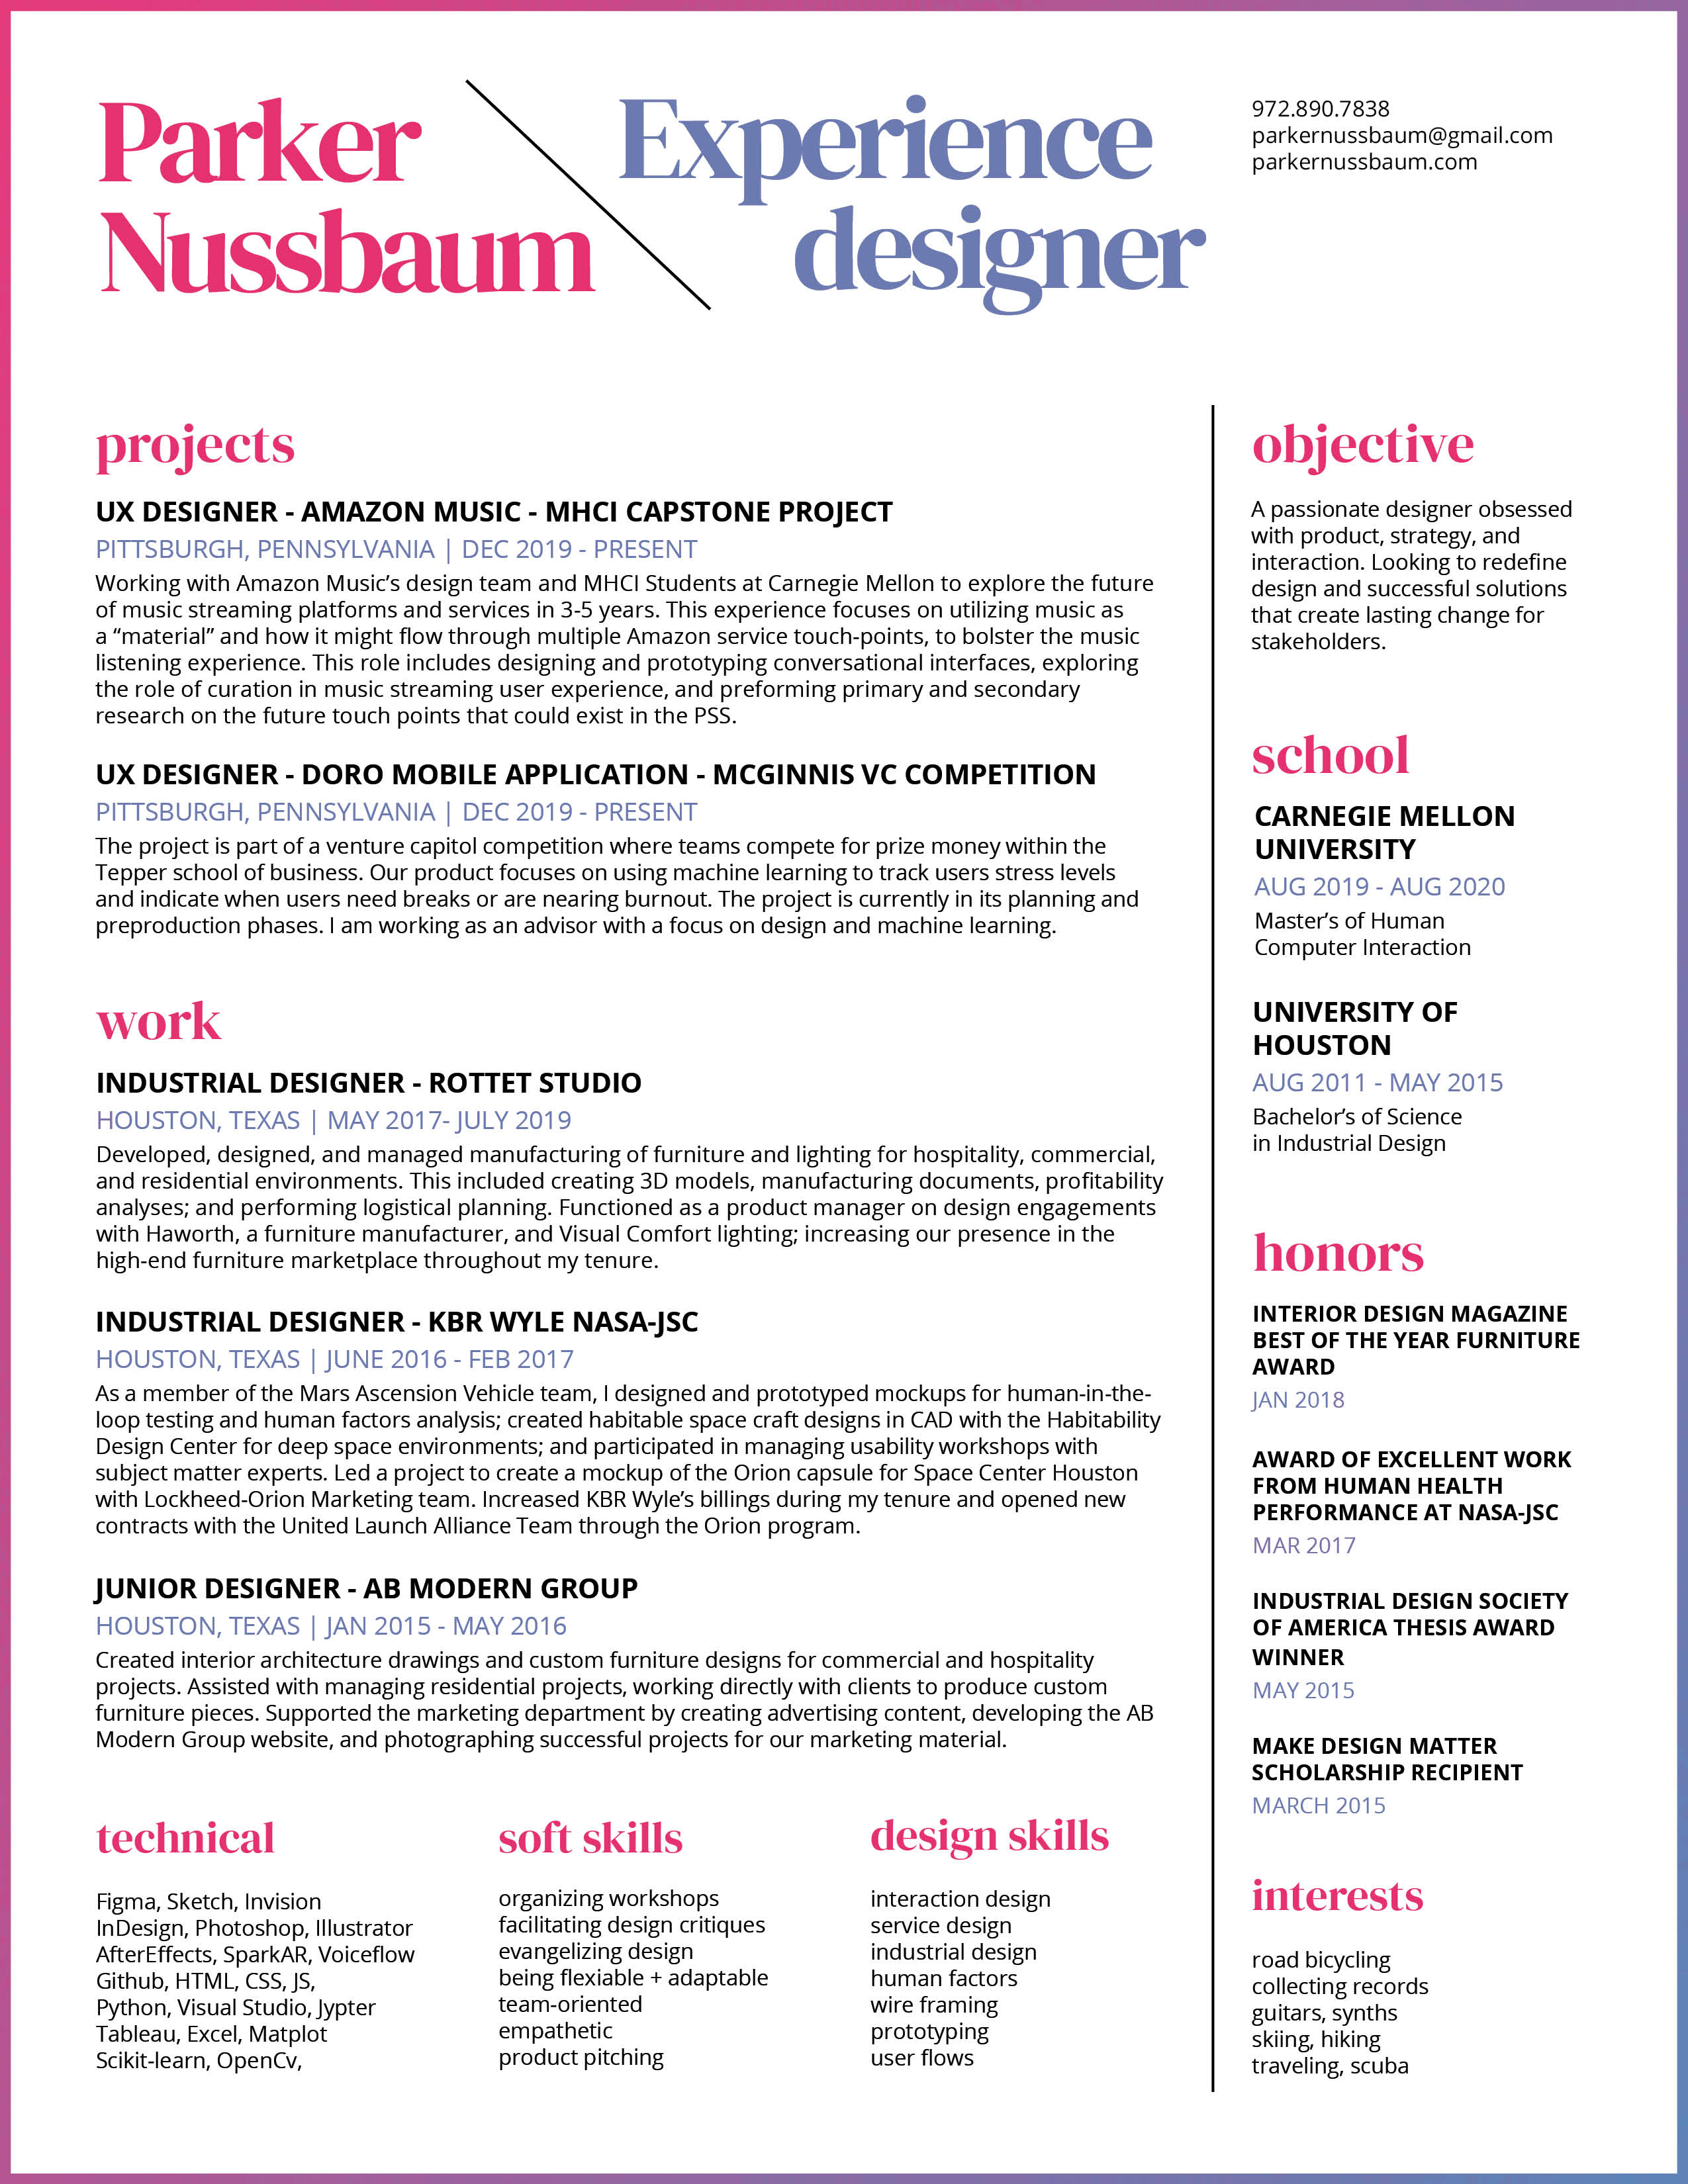 Parker
Nussbaum
Experience
designer
972.890.7838
parkernussbaum@gmail.com
parkernussbaum.com
projects
UX DESIGNER - AMAZON MUSIC - MHCI CAPSTONE PROJECT
PITTSBURGH, PENNSYLVANIA | DEC 2019 - PRESENT
Working with Amazon Music’s design team and MHCI Students at Carnegie Mellon to explore the future
of music streaming platforms and services in 3-5 years. This experience focuses on utilizing music as
a “material” and how it might flow through multiple Amazon service touch-points, to bolster the music
listening experience. This role includes designing and prototyping conversational interfaces, exploring
the role of curation in music streaming user experience, and preforming primary and secondary
research on the future touch points that could exist in the PSS.
UX DESIGNER - DORO MOBILE APPLICATION - MCGINNIS VC COMPETITION
PITTSBURGH, PENNSYLVANIA | DEC 2019 - PRESENT
The project is part of a venture capitol competition where teams compete for prize money within the
Tepper school of business. Our product focuses on using machine learning to track users stress levels
and indicate when users need breaks or are nearing burnout. The project is currently in its planning and
preproduction phases. I am working as an advisor with a focus on design and machine learning.
work
INDUSTRIAL DESIGNER - ROTTET STUDIO
HOUSTON, TEXAS | MAY 2017- JULY 2019
Developed, designed, and managed manufacturing of furniture and lighting for hospitality, commercial,
and residential environments. This included creating 3D models, manufacturing documents, profitability
analyses; and performing logistical planning. Functioned as a product manager on design engagements
with Haworth, a furniture manufacturer, and Visual Comfort lighting; increasing our presence in the
high-end furniture marketplace throughout my tenure.
INDUSTRIAL DESIGNER - KBR WYLE NASA-JSC
HOUSTON, TEXAS | JUNE 2016 - FEB 2017
As a member of the Mars Ascension Vehicle team, I designed and prototyped mockups for human-in-the-
loop testing and human factors analysis; created habitable space craft designs in CAD with the Habitability
Design Center for deep space environments; and participated in managing usability workshops with
subject matter experts. Led a project to create a mockup of the Orion capsule for Space Center Houston
with Lockheed-Orion Marketing team. Increased KBR Wyle’s billings during my tenure and opened new
contracts with the United Launch Alliance Team through the Orion program.
JUNIOR DESIGNER - AB MODERN GROUP
HOUSTON, TEXAS | JAN 2015 - MAY 2016
Created interior architecture drawings and custom furniture designs for commercial and hospitality
projects. Assisted with managing residential projects, working directly with clients to produce custom
furniture pieces. Supported the marketing department by creating advertising content, developing the AB
Modern Group website, and photographing successful projects for our marketing material.
technical
Figma, Sketch, Invision
InDesign, Photoshop, Illustrator
AfterEffects, SparkAR, Voiceflow
Github, HTML, CSS, JS,
Python, Visual Studio, Jypter
Tableau, Excel, Matplot
Scikit-learn, OpenCv,
soft skills
organizing workshops
facilitating design critiques
evangelizing design
being flexiable + adaptable
team-oriented
empathetic
product pitching
design skills
interaction design
service design
industrial design
human factors
wire framing
prototyping
user flows
objective
A passionate designer obsessed
with product, strategy, and
interaction. Looking to redefine
design and successful solutions
that create lasting change for
stakeholders.
school
CARNEGIE MELLON
UNIVERSITY
AUG 2019 - AUG 2020
Master’s of Human
Computer Interaction
UNIVERSITY OF
HOUSTON
AUG 2011 - MAY 2015
Bachelor’s of Science
in Industrial Design
honors
INTERIOR DESIGN MAGAZINE
BEST OF THE YEAR FURNITURE
AWARD
JAN 2018
AWARD OF EXCELLENT WORK
FROM HUMAN HEALTH
PERFORMANCE AT NASA-JSC
MAR 2017
INDUSTRIAL DESIGN SOCIETY
OF AMERICA THESIS AWARD
WINNER
MAY 2015
MAKE DESIGN MATTER
SCHOLARSHIP RECIPIENT
MARCH 2015
interests
road bicycling
collecting records
guitars, synths
skiing, hiking
traveling, scuba